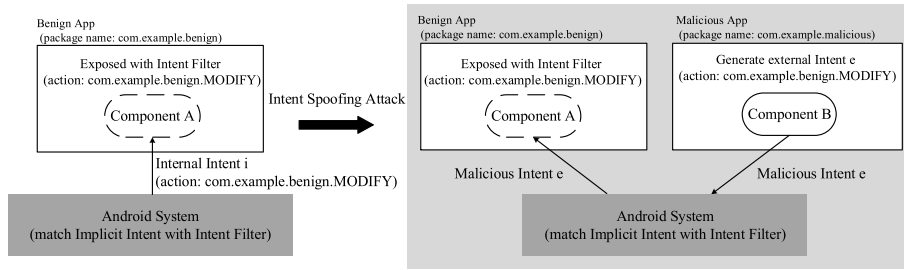 Benign App
(package name: com.example.benign)
Exposed with Intent Filter
(action: com.example.benign.MODIFY)
Component A
Internal Intent i
(action: com.example.benign.MODIFY)
Android System
(match Implicit Intent with Intent Filter)
Intent Spoofing Attack
Benign App
(package name: com.example.benign)
Exposed with Intent Filter
(action: com.example.benign.MODIFY)
Component A
Malicious App
(package name: com.example.malicious)
Generate external Intent e
(action: com.example.benign.MODIFY)
Component B
Malicious Intent e
Malicious Intent e
Android System
(match Implicit Intent with Intent Filter)